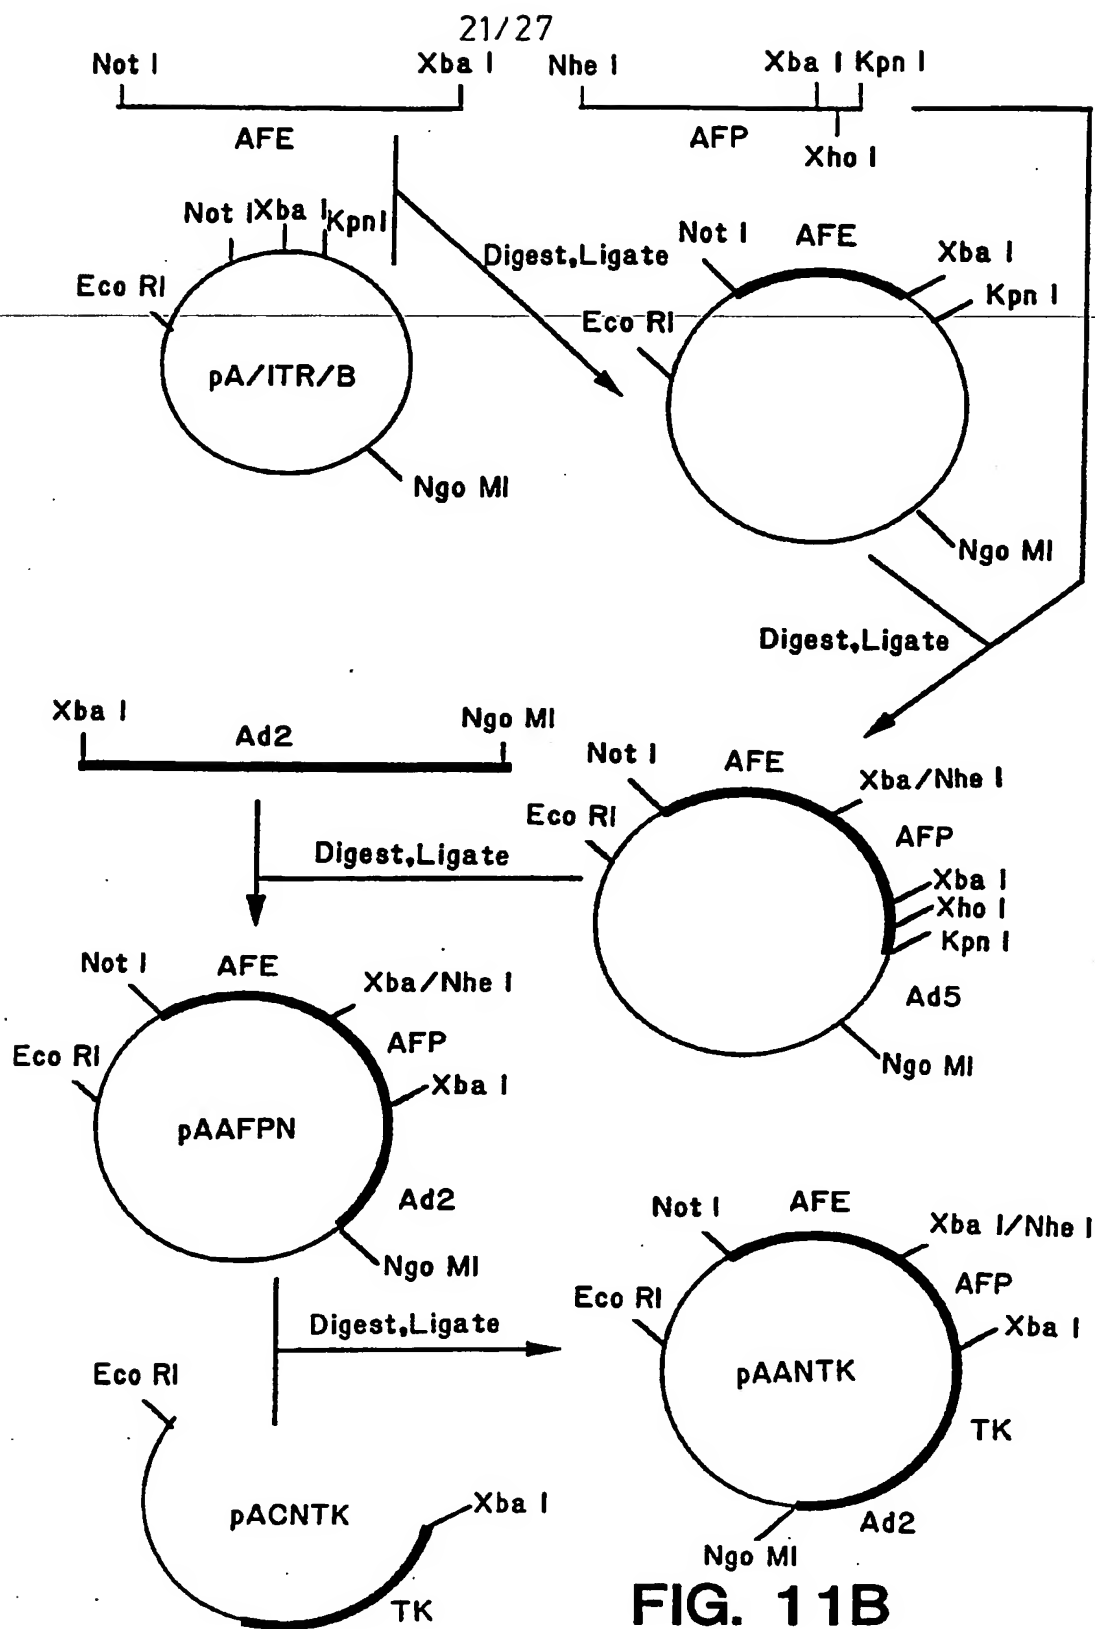 21/27
Not I
Xba I
Nhe I
Xba I Kpn I
AFE
AFP
Xho I
Not I Xba I KpnI
Eco RI
pA/ITR/B
Ngo MI
Digest,Ligate
Not I
AFE
Xba I
Kpn I
Eco RI
Ngo MI
Digest,Ligate
Xba I
Ad2
Ngo MI
Digest,Ligate
Not I
AFE
Xba/Nhe I
Eco RI
AFP
Xba I
Xho I
Kpn I
Ad5
Ngo MI
Not I
AFE
Xba/Nhe I
Eco RI
AFP
Xba I
pAAFPN
Ad2
Ngo MI
Digest,Ligate
Eco RI
pACNTK
Xba I
TK
Not I
AFE
Xba I/Nhe I
AFP
Eco RI
Xba I
pAANTK
TK
Ad2
Ngo MI
FIG. 11B